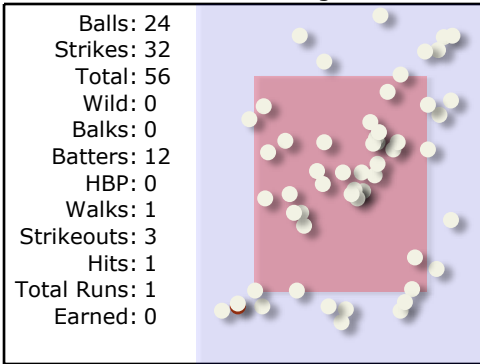 Balls: 24
Strikes: 32
Total: 56
Wild: 0
Balks: 0
Batters: 12
HBP: 0
Walks: 1
Strikeouts: 3
Hits: 1
Total Runs: 1
Earned: 0